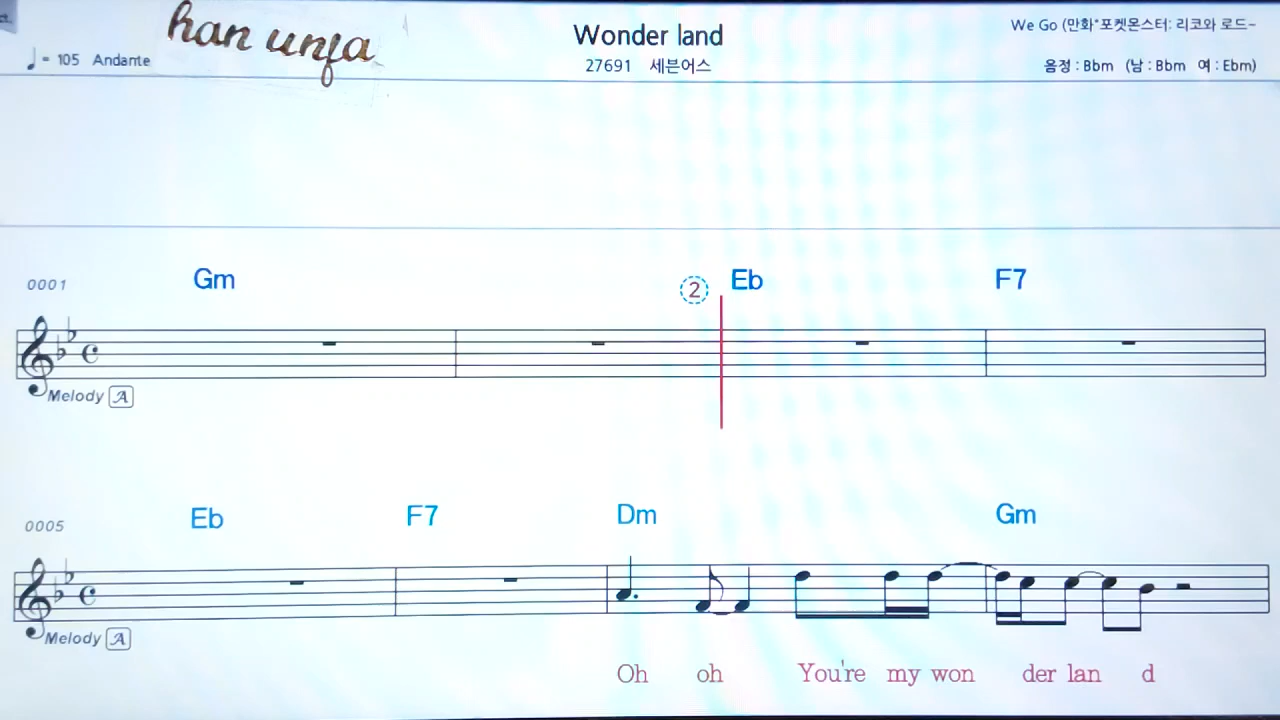 ct.
han unfa
Wonder land
We Go (만화"포켓몬스터: 리코와 로드~
♩= 105 Andante
27691 세븐어스
음정 : Bbm (남 : Bbm 여 : Ebm)
0001 Gm ② Eb F7
Melody A
0005 Eb F7 Dm Gm
Melody A
Oh oh You're my won der lan d